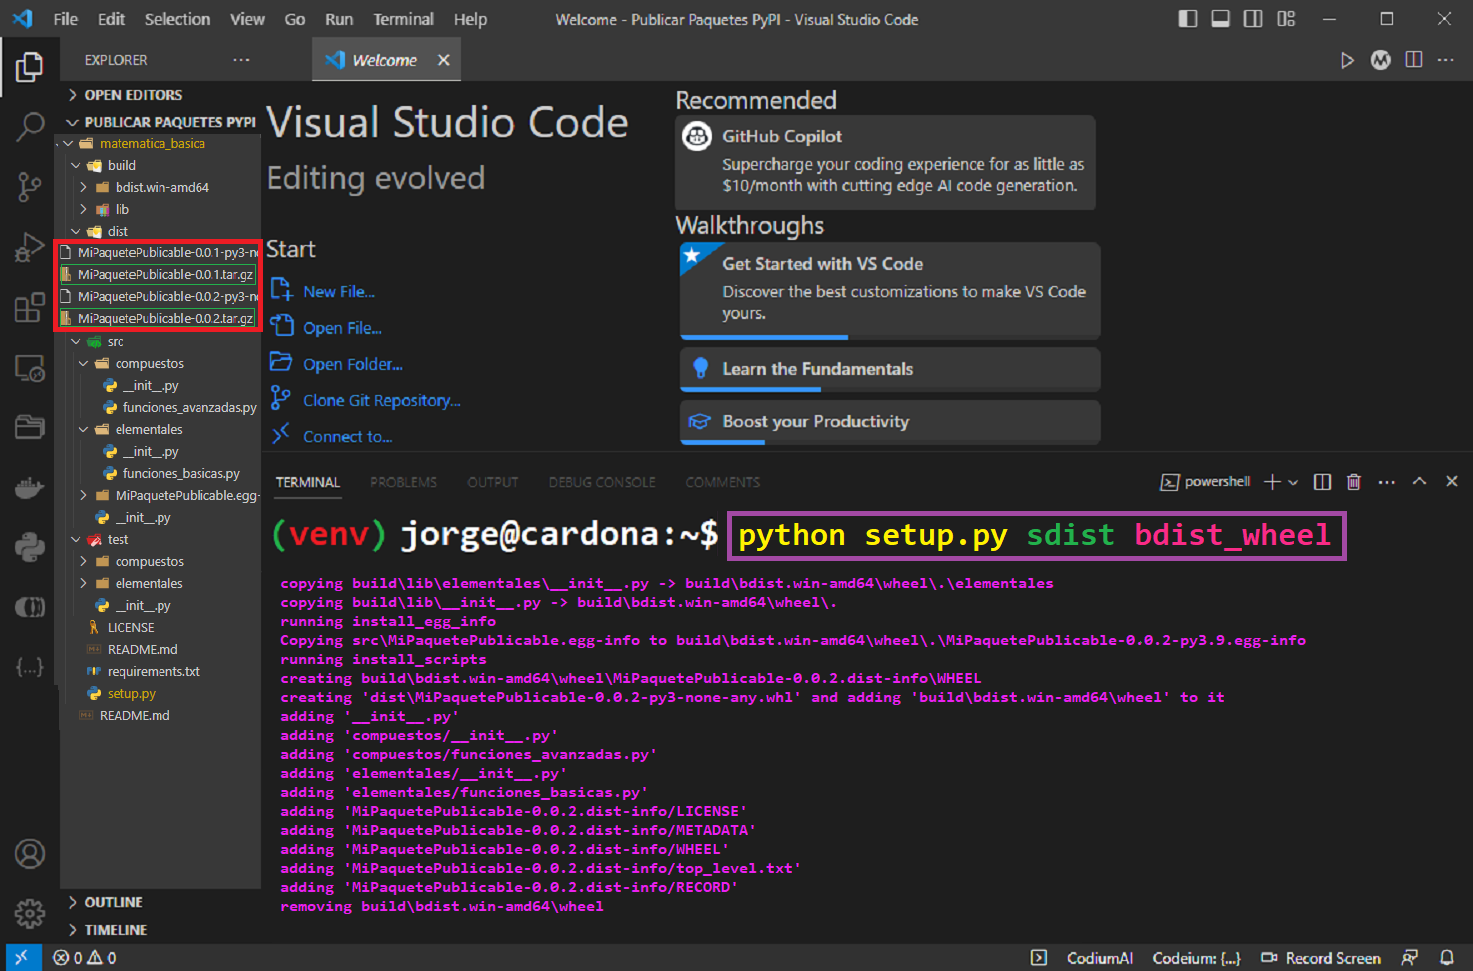 File Edit Selection View Go Run Terminal Help Welcome - Publicar Paquetes PyPI - Visual Studio Code
EXPLORER ···
Welcome
OPEN EDITORS
PUBLICAR PAQUETES PYPI
matematica_basica
build
bdist.win-amd64
lib
dist
MiPaquetePublicable-0.0.1-py3-no
MiPaquetePublicable-0.0.1.tar.gz
MiPaquetePublicable-0.0.2-py3-no
MiPaquetePublicable-0.0.2.tar.gz
src
compuestos
__init__.py
funciones_avanzadas.py
elementales
__init__.py
funciones_basicas.py
MiPaquetePublicable.egg-
__init__.py
test
compuestos
elementales
__init__.py
LICENSE
README.md
requirements.txt
setup.py
README.md
OUTLINE
TIMELINE
Visual Studio Code
Editing evolved
Start
New File...
Open File...
Open Folder...
Clone Git Repository...
Connect to...
Recommended
GitHub Copilot
Supercharge your coding experience for as little as
$10/month with cutting edge AI code generation.
Walkthroughs
Get Started with VS Code
Discover the best customizations to make VS Code
yours.
Learn the Fundamentals
Boost your Productivity
TERMINAL PROBLEMS OUTPUT DEBUG CONSOLE COMMENTS powershell
(venv) jorge@cardona:~$ python setup.py sdist bdist_wheel
copying build\lib\elementales\__init__.py -> build\bdist.win-amd64\wheel\.\elementales
copying build\lib\__init__.py -> build\bdist.win-amd64\wheel\.
running install_egg_info
Copying src\MiPaquetePublicable.egg-info to build\bdist.win-amd64\wheel\.\MiPaquetePublicable-0.0.2-py3.9.egg-info
running install_scripts
creating build\bdist.win-amd64\wheel\MiPaquetePublicable-0.0.2.dist-info\WHEEL
creating 'dist\MiPaquetePublicable-0.0.2-py3-none-any.whl' and adding 'build\bdist.win-amd64\wheel' to it
adding '__init__.py'
adding 'compuestos/__init__.py'
adding 'compuestos/funciones_avanzadas.py'
adding 'elementales/__init__.py'
adding 'elementales/funciones_basicas.py'
adding 'MiPaquetePublicable-0.0.2.dist-info/LICENSE'
adding 'MiPaquetePublicable-0.0.2.dist-info/METADATA'
adding 'MiPaquetePublicable-0.0.2.dist-info/WHEEL'
adding 'MiPaquetePublicable-0.0.2.dist-info/top_level.txt'
adding 'MiPaquetePublicable-0.0.2.dist-info/RECORD'
removing build\bdist.win-amd64\wheel
0 0 CodiumAI Codeium: {...} Record Screen